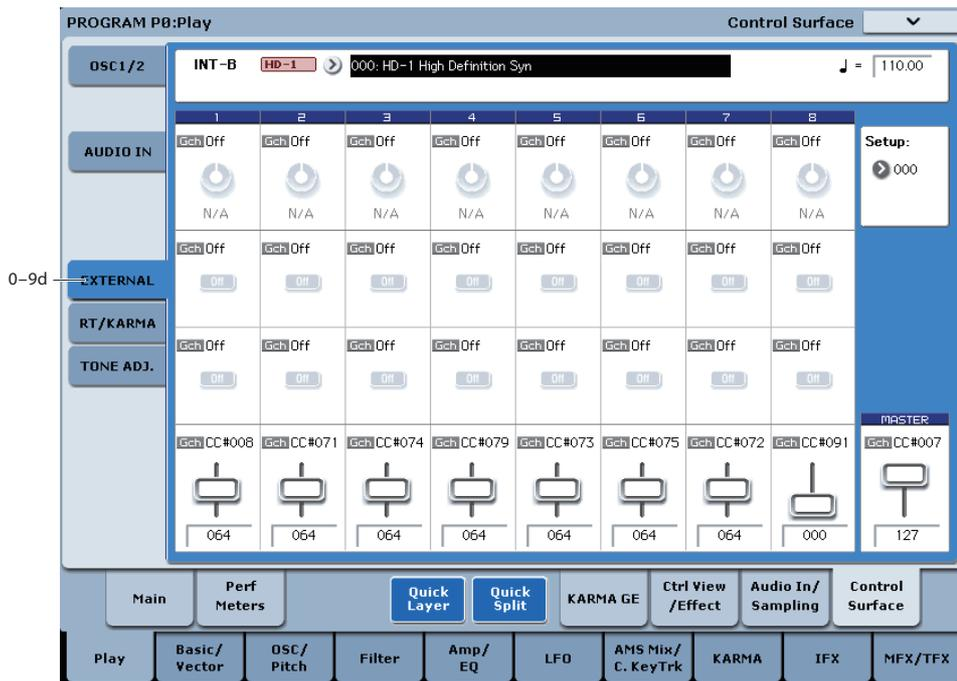 PROGRAM P0:Play Control Surface
OSC1/2
INT-B HD-1 000: HD-1 High Definition Syn ♩ = 110.00
1 2 3 4 5 6 7 8
AUDIO IN
Gch Off Gch Off Gch Off Gch Off Gch Off Gch Off Gch Off Gch Off
Setup:
000
N/A N/A N/A N/A N/A N/A N/A N/A
Gch Off Gch Off Gch Off Gch Off Gch Off Gch Off Gch Off Gch Off
0–9d EXTERNAL
Off Off Off Off Off Off Off Off
RT/KARMA
Gch Off Gch Off Gch Off Gch Off Gch Off Gch Off Gch Off Gch Off
TONE ADJ.
Off Off Off Off Off Off Off Off
MASTER
Gch CC#008 Gch CC#071 Gch CC#074 Gch CC#079 Gch CC#073 Gch CC#075 Gch CC#072 Gch CC#091 Gch CC#007
064 064 064 064 064 064 064 000 127
Main
Perf
Meters
Quick
Layer
Quick
Split
KARMA GE
Ctrl View
/Effect
Audio In/
Sampling
Control
Surface
Play
Basic/
Vector
OSC/
Pitch
Filter
Amp/
EQ
LFO
AMS Mix/
C. KeyTrk
KARMA
IFX
MFX/TFX